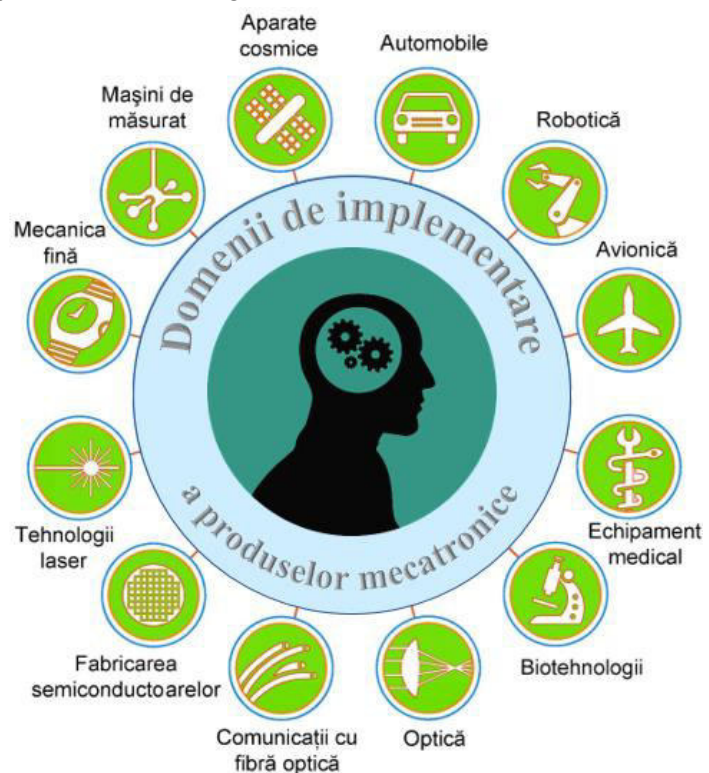 Aparate
cosmice
Automobile
Maşini de
măsurat
Robotică
Mecanica
fină
Avionică
Domenii de implementare
a produselor mecatronice
Tehnologii
laser
Echipament
medical
Fabricarea
semiconductoarelor
Biotehnologii
Comunicații cu
fibră optică
Optică